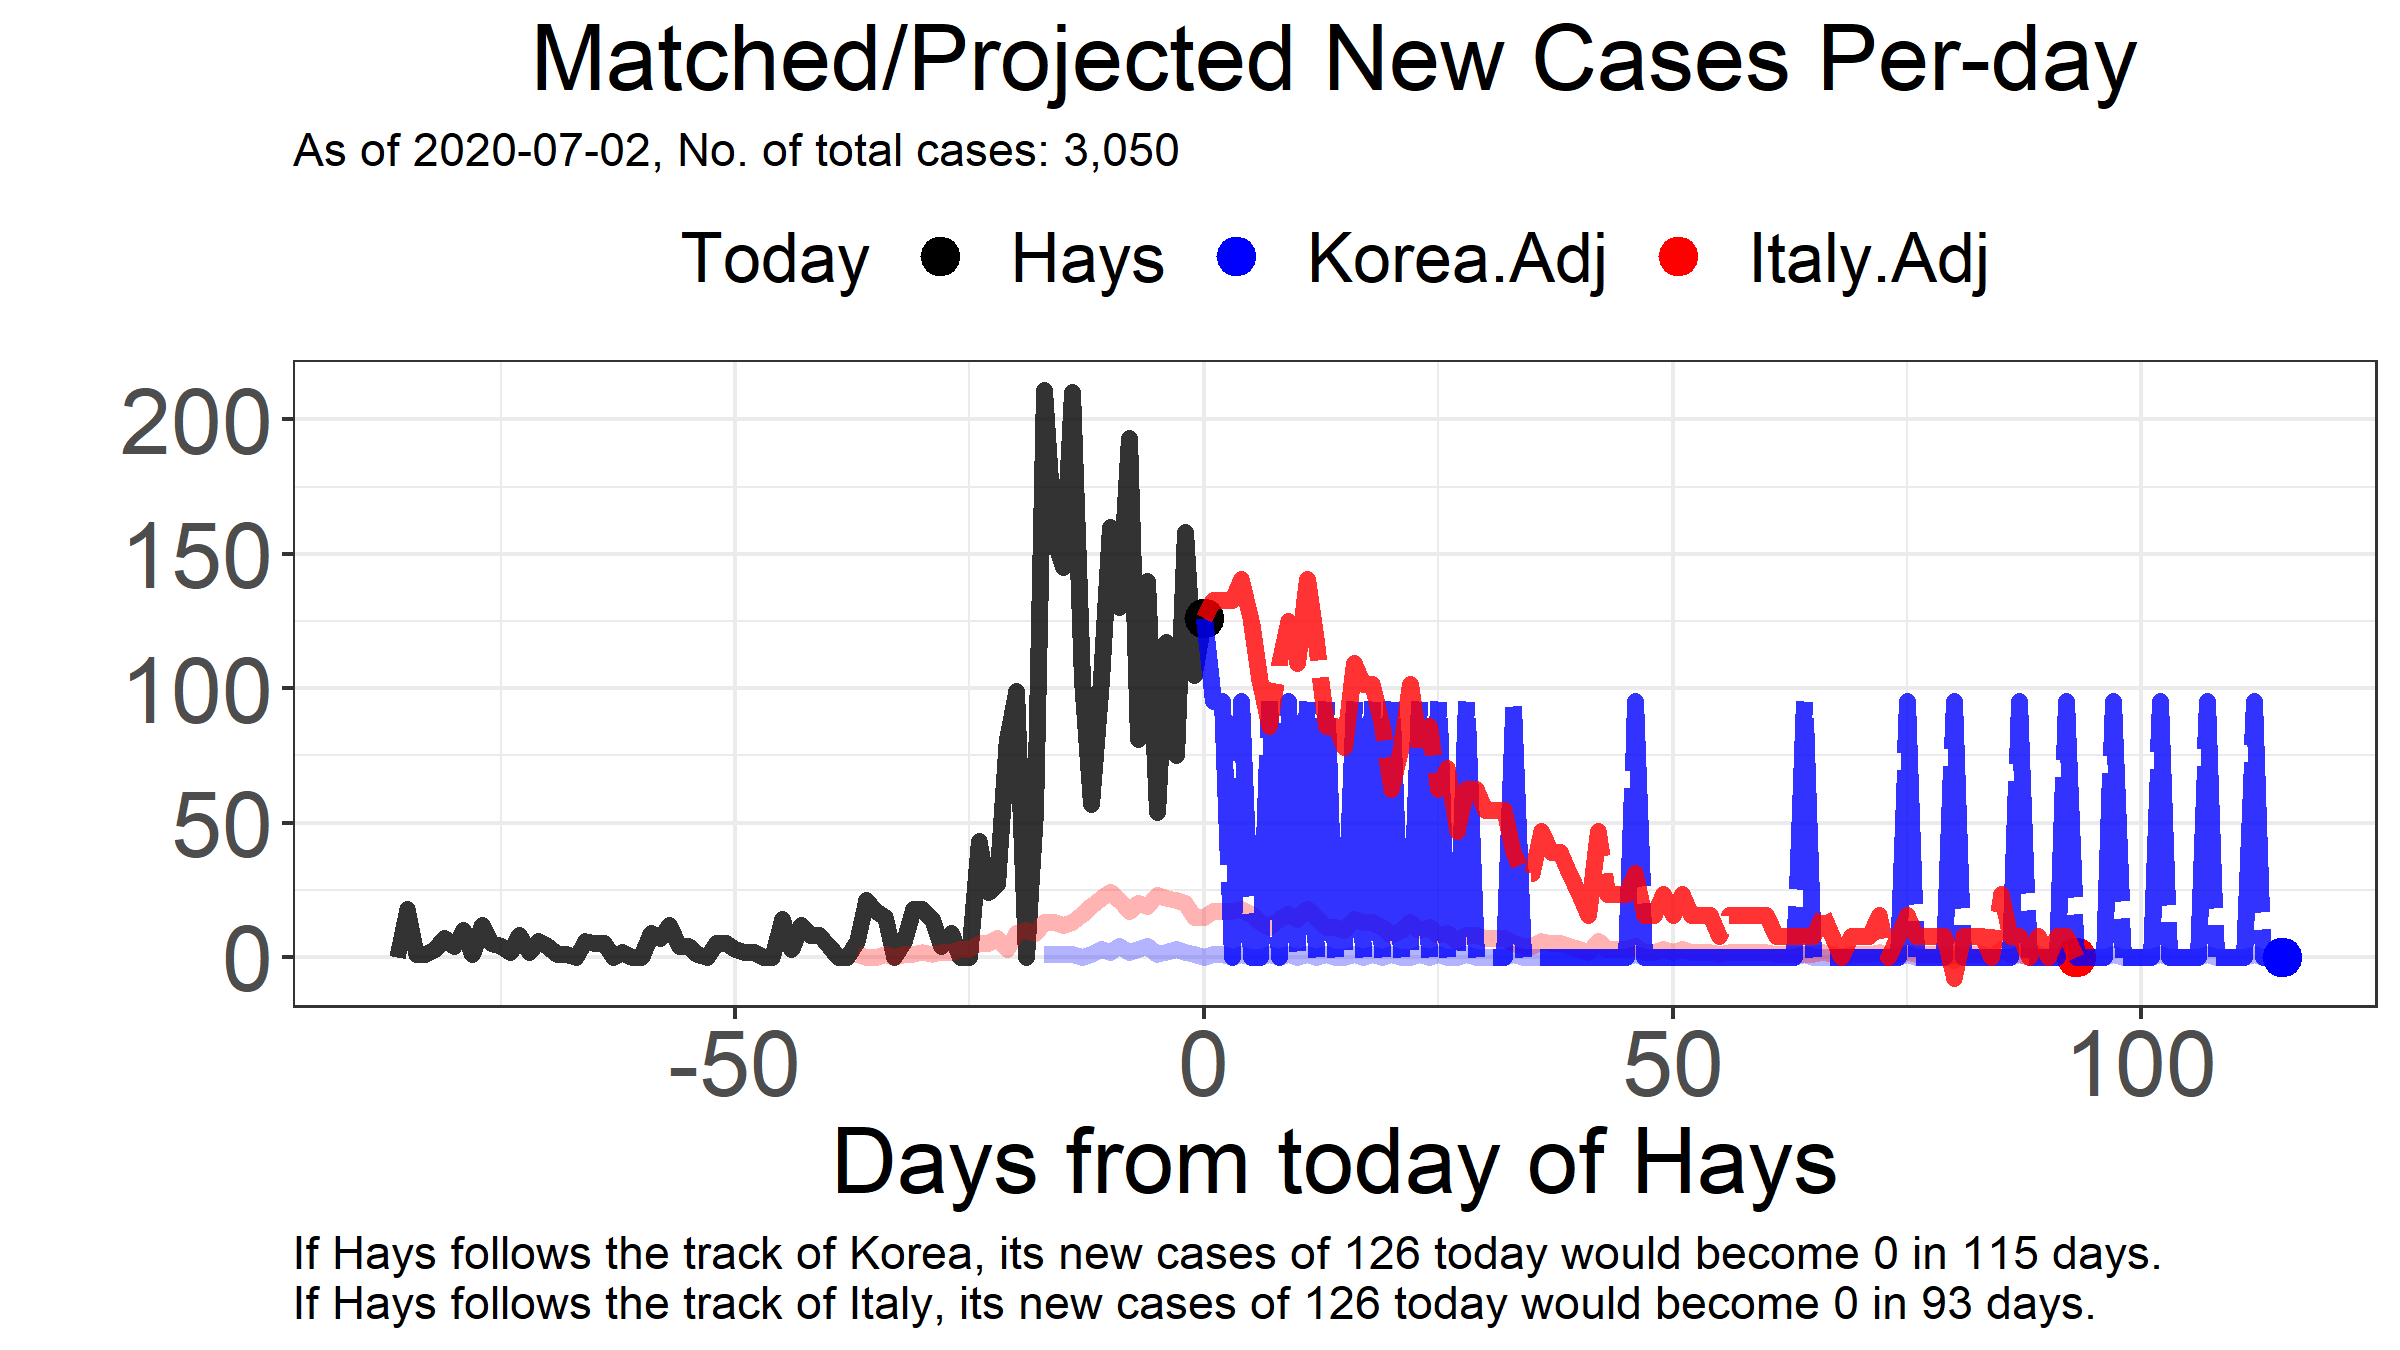 Matched/Projected New Cases Per-day
As of 2020-07-02, No. of total cases: 3,050
Today Hays Korea.Adj Italy.Adj
200
150
100
50
0
-50 0 50 100
Days from today of Hays
If Hays follows the track of Korea, its new cases of 126 today would become 0 in 115 days.
If Hays follows the track of Italy, its new cases of 126 today would become 0 in 93 days.